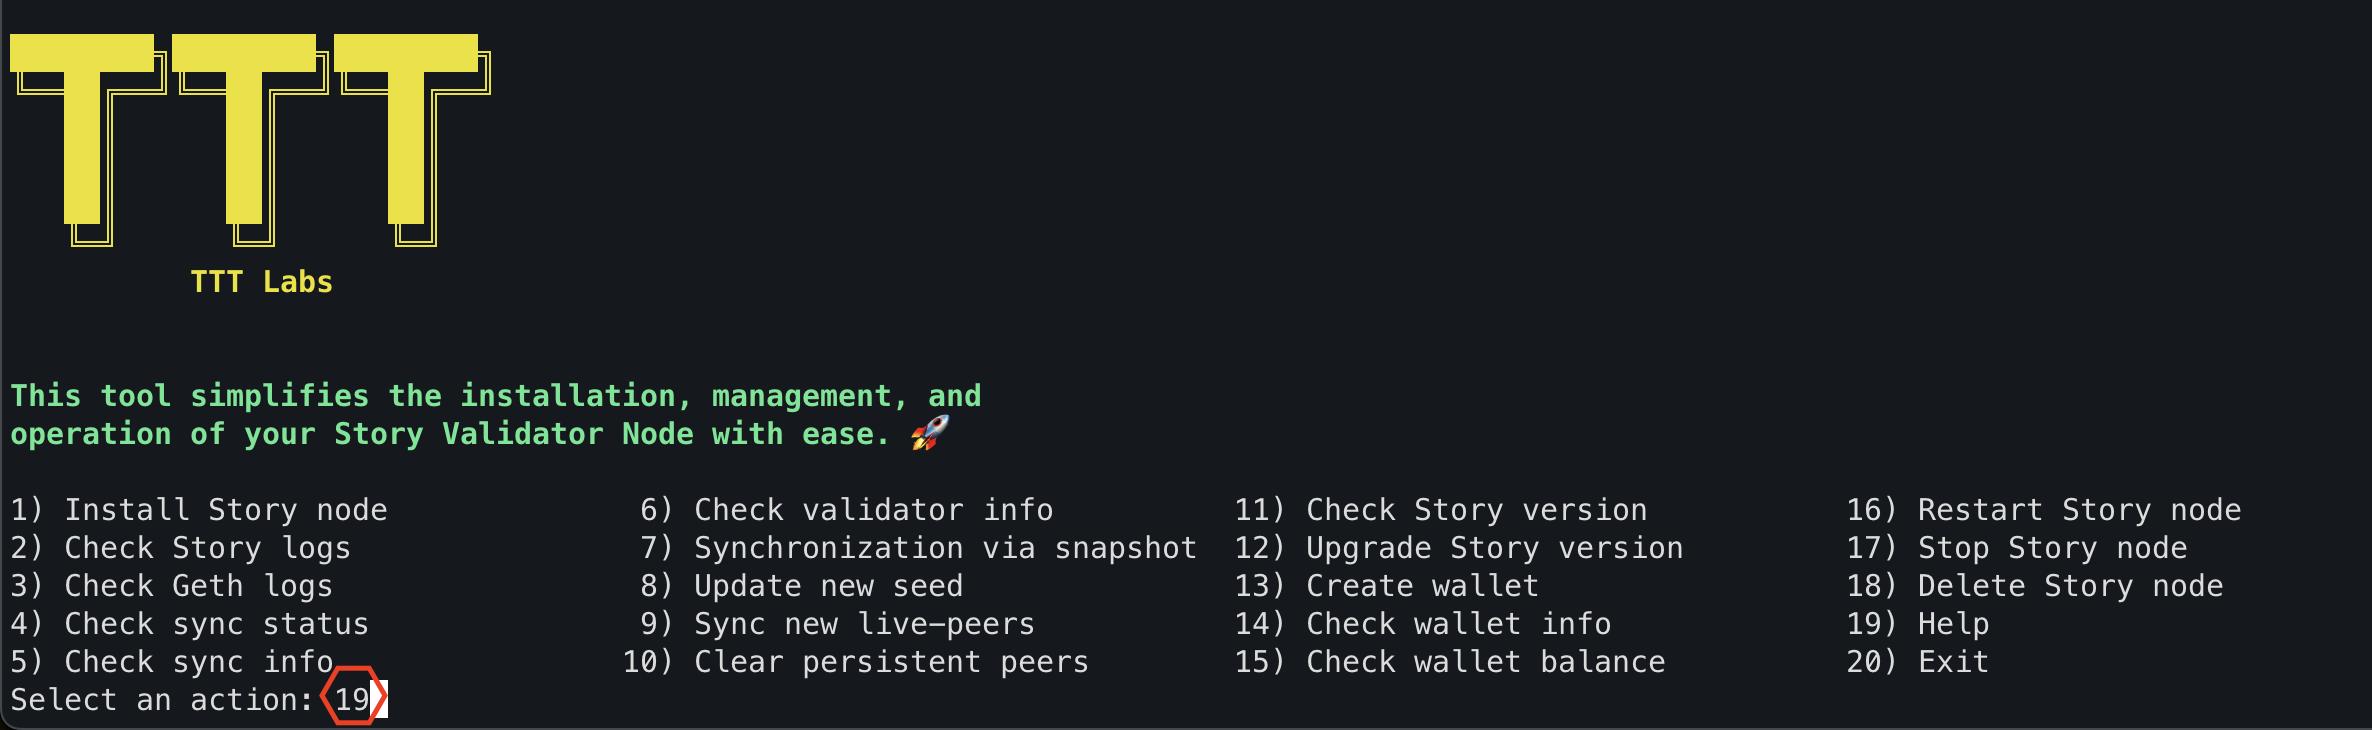 TTT
TTT Labs
This tool simplifies the installation, management, and
operation of your Story Validator Node with ease. 🚀
1) Install Story node 6) Check validator info 11) Check Story version 16) Restart Story node
2) Check Story logs 7) Synchronization via snapshot 12) Upgrade Story version 17) Stop Story node
3) Check Geth logs 8) Update new seed 13) Create wallet 18) Delete Story node
4) Check sync status 9) Sync new live-peers 14) Check wallet info 19) Help
5) Check sync info 10) Clear persistent peers 15) Check wallet balance 20) Exit
Select an action: 19